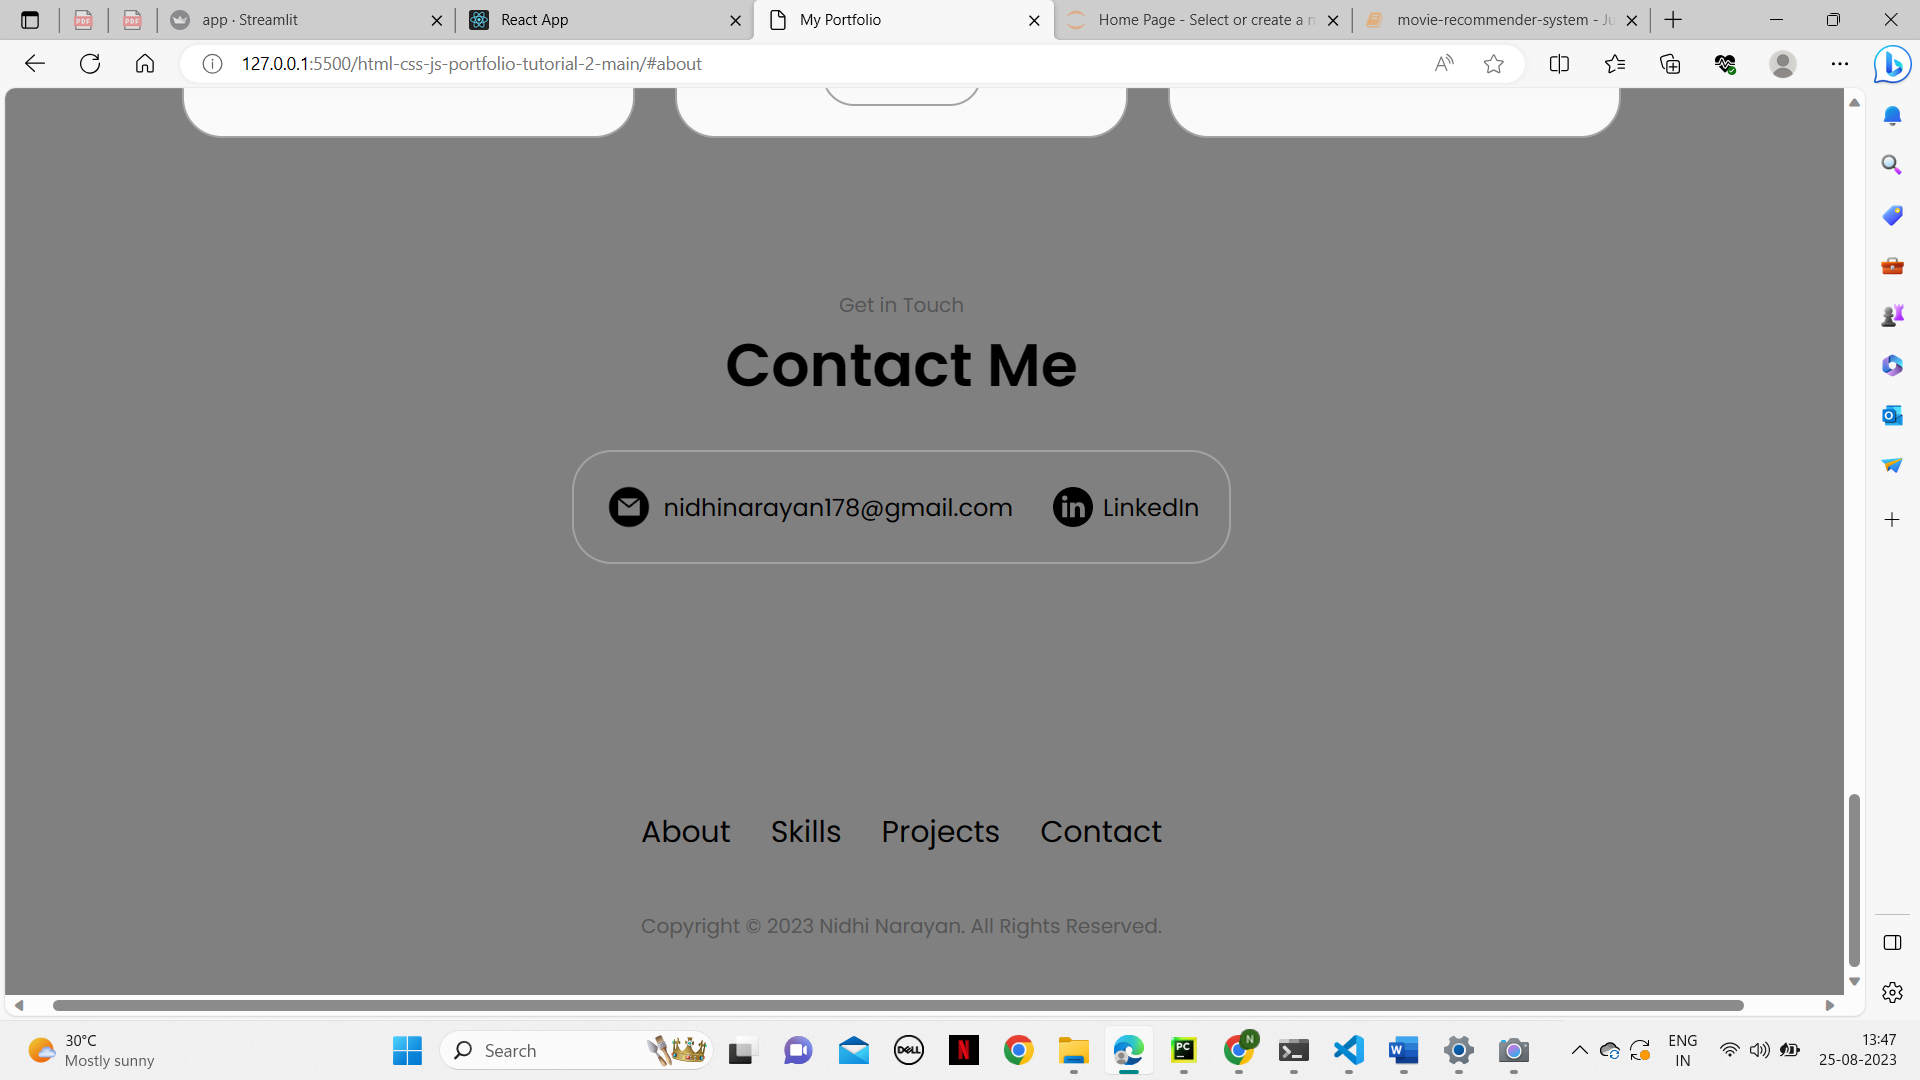 app · Streamlit
React App
My Portfolio
Home Page - Select or create a n
movie-recommender-system - Ju
127.0.0.1:5500/html-css-js-portfolio-tutorial-2-main/#about
Get in Touch
Contact Me
nidhinarayan178@gmail.com
LinkedIn
About Skills Projects Contact
Copyright © 2023 Nidhi Narayan. All Rights Reserved.
30°C
Mostly sunny
Search
DELL
N
PC
N
W
ENG
IN
13:47
25-08-2023